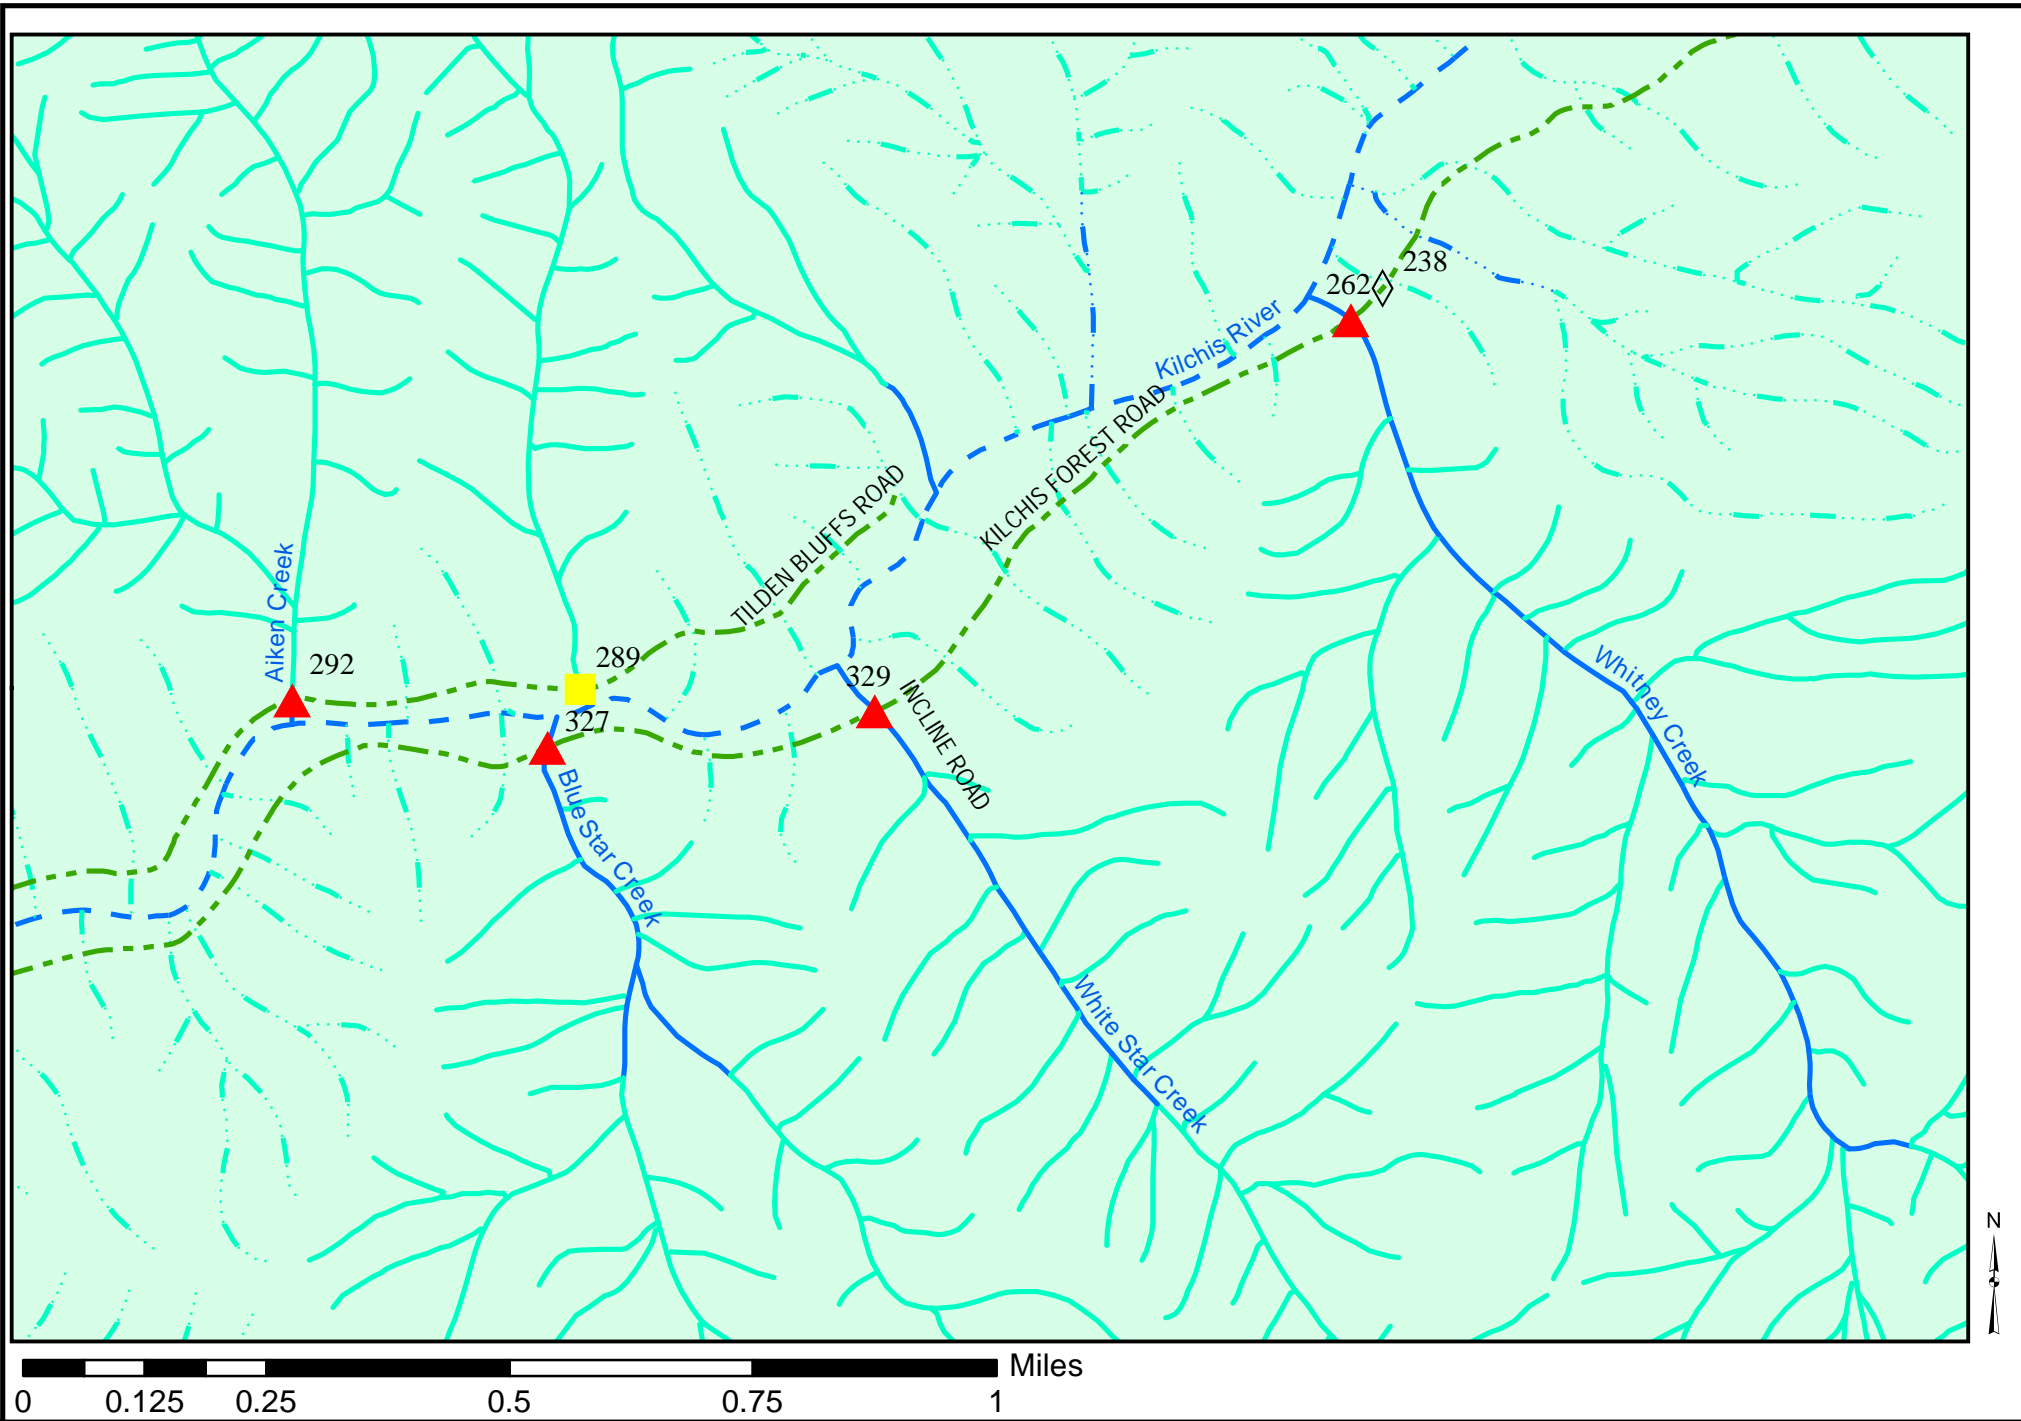 238
262
Kilchis River
KILCHIS FOREST ROAD
TILDEN BLUFFS ROAD
Aiken Creek
292
289
329
327
INCLINE ROAD
Whitney Creek
Blue Star Creek
White Star Creek
N
Miles
0 0.125 0.25 0.5 0.75 1